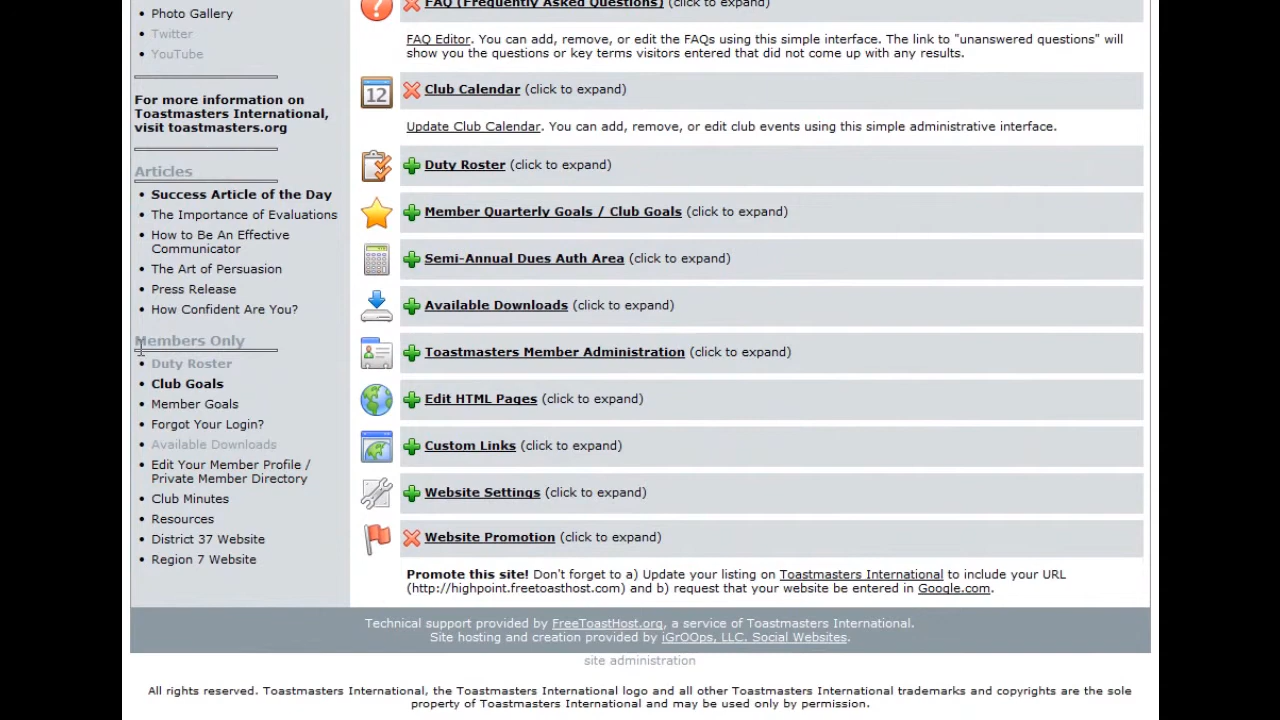 Photo Gallery
Twitter
YouTube
For more information on
Toastmasters International,
visit toastmasters.org
Articles
Success Article of the Day
The Importance of Evaluations
How to Be An Effective
Communicator
The Art of Persuasion
Press Release
How Confident Are You?
Members Only
Duty Roster
Club Goals
Member Goals
Forgot Your Login?
Available Downloads
Edit Your Member Profile /
Private Member Directory
Club Minutes
Resources
District 37 Website
Region 7 Website
FAQ (Frequently Asked Questions) (click to expand)
FAQ Editor. You can add, remove, or edit the FAQs using this simple interface. The link to "unanswered questions" will
show you the questions or key terms visitors entered that did not come up with any results.
12
Club Calendar (click to expand)
Update Club Calendar. You can add, remove, or edit club events using this simple administrative interface.
Duty Roster (click to expand)
Member Quarterly Goals / Club Goals (click to expand)
Semi-Annual Dues Auth Area (click to expand)
Available Downloads (click to expand)
Toastmasters Member Administration (click to expand)
Edit HTML Pages (click to expand)
Custom Links (click to expand)
Website Settings (click to expand)
Website Promotion (click to expand)
Promote this site! Don't forget to a) Update your listing on Toastmasters International to include your URL
(http://highpoint.freetoasthost.com) and b) request that your website be entered in Google.com.
Technical support provided by FreeToastHost.org, a service of Toastmasters International.
Site hosting and creation provided by iGrOOps, LLC, Social Websites.
site administration
All rights reserved. Toastmasters International, the Toastmasters International logo and all other Toastmasters International trademarks and copyrights are the sole
property of Toastmasters International and may be used only by permission.